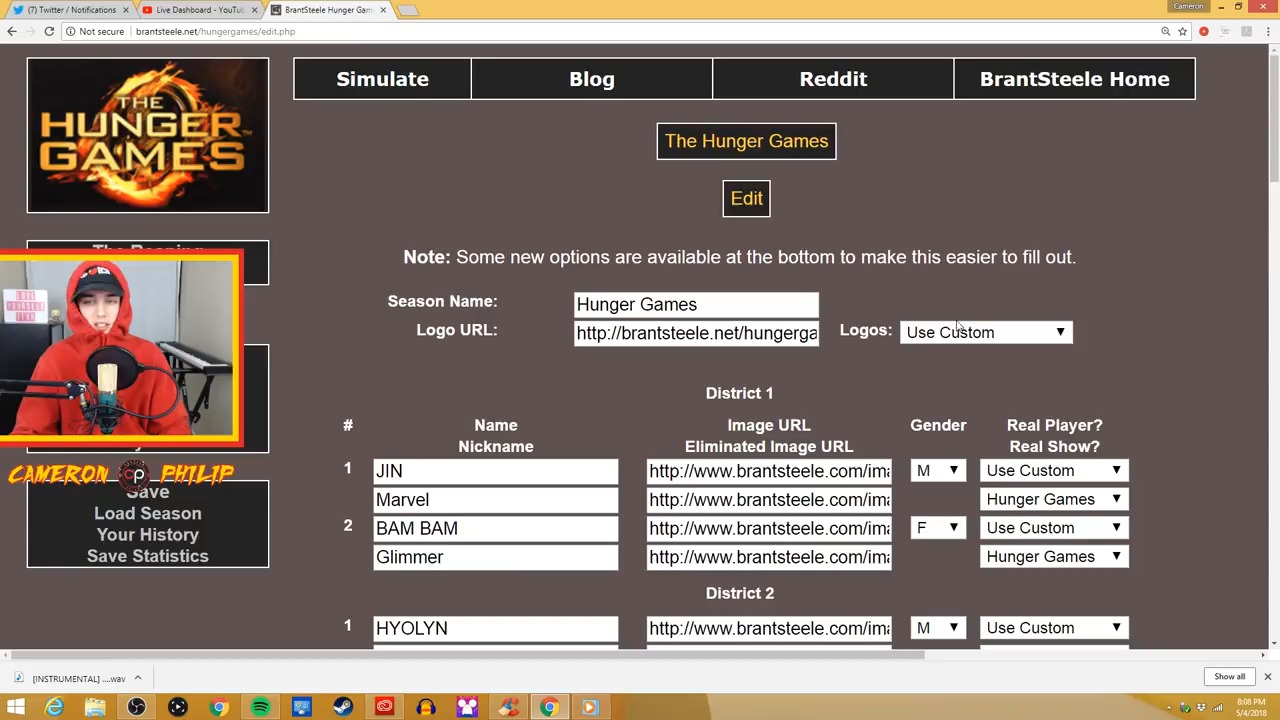 (7) Twitter / Notifications
Live Dashboard - YouTu
BrantSteele Hunger Gam
Cameron
Not secure
brantsteele.net/hungergames/edit.php
THE
HUNGER
GAMES
Simulate
Blog
Reddit
BrantSteele Home
The Hunger Games
Edit
Note: Some new options are available at the bottom to make this easier to fill out.
Season Name:
Hunger Games
Logo URL:
http://brantsteele.net/hungerga
Logos:
Use Custom
District 1
#
Name
Image URL
Gender
Real Player?
Nickname
Eliminated Image URL
Real Show?
1
JIN
http://www.brantsteele.com/ima
M
Use Custom
Marvel
http://www.brantsteele.com/ima
Hunger Games
2
BAM BAM
http://www.brantsteele.com/ima
F
Use Custom
Glimmer
http://www.brantsteele.com/ima
Hunger Games
District 2
1
HYOLYN
http://www.brantsteele.com/ima
M
Use Custom
CAMERON
cp
PHILIP
Save
Load Season
Your History
Save Statistics
[INSTRUMENTAL] ....wav
Show all
8:08 PM
5/4/2018